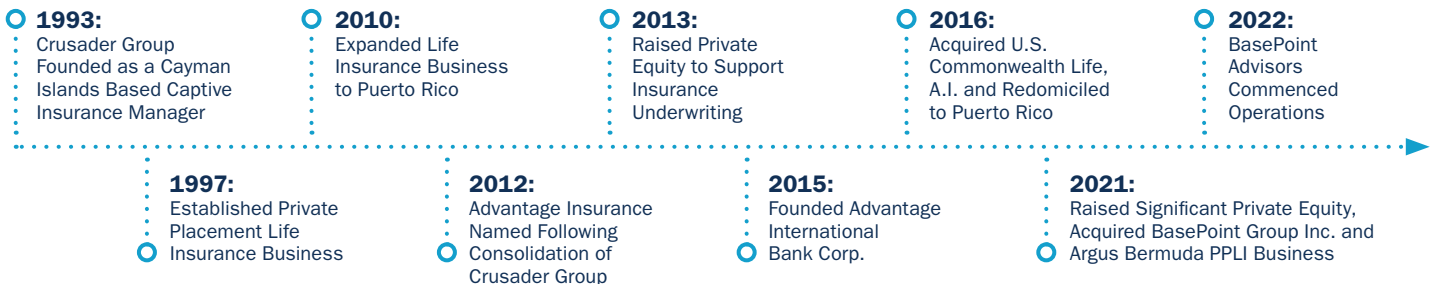 1993:
Crusader Group
Founded as a Cayman
Islands Based Captive
Insurance Manager
1997:
Established Private
Placement Life
Insurance Business
2010:
Expanded Life
Insurance Business
to Puerto Rico
2012:
Advantage Insurance
Named Following
Consolidation of
Crusader Group
2013:
Raised Private
Equity to Support
Insurance
Underwriting
2015:
Founded Advantage
International
Bank Corp.
2016:
Acquired U.S.
Commonwealth Life,
A.I. and Redomiciled
to Puerto Rico
2021:
Raised Significant Private Equity,
Acquired BasePoint Group Inc. and
Argus Bermuda PPLI Business
2022:
BasePoint
Advisors
Commenced
Operations